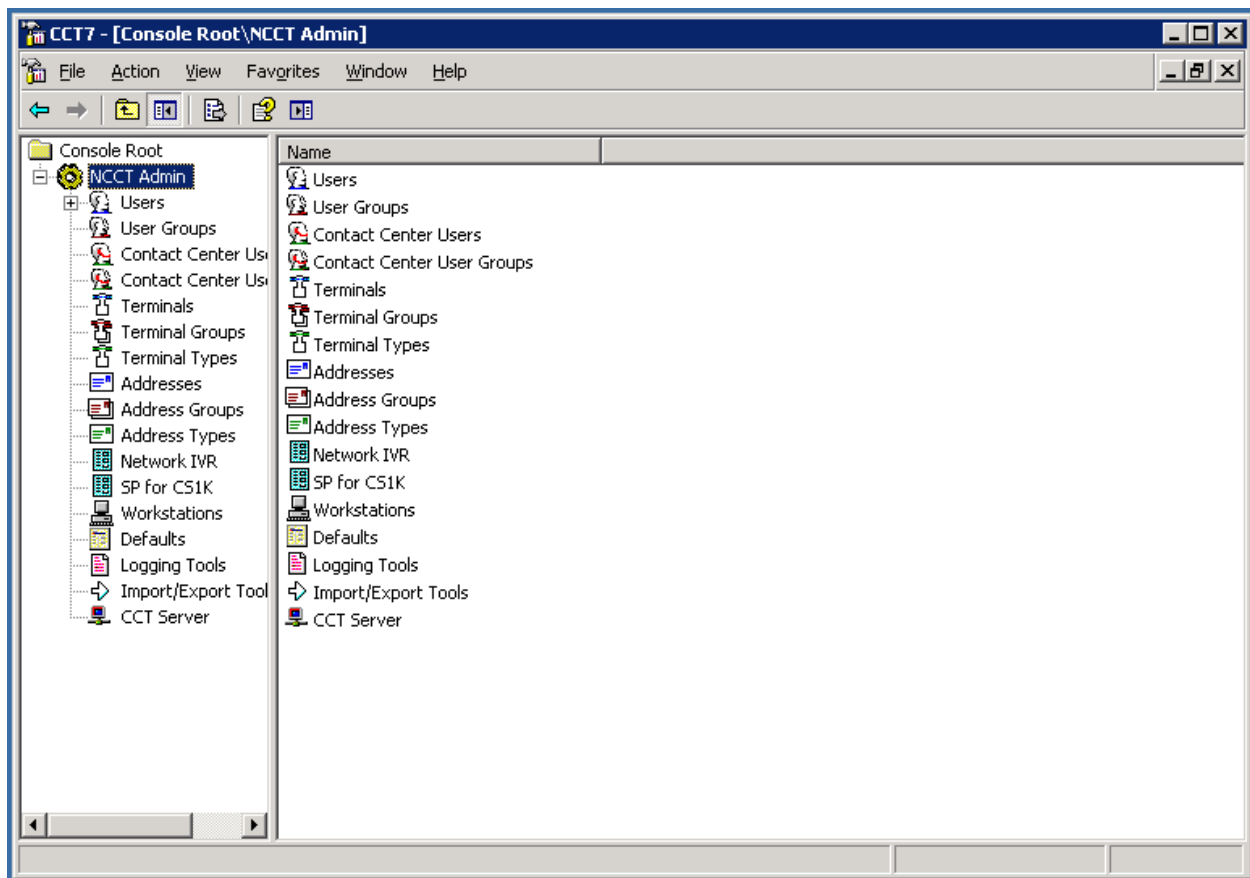 CCT7 - [Console Root\NCCT Admin]
File Action View Favorites Window Help
Console Root
NCCT Admin
Users
User Groups
Contact Center Us
Contact Center Us
Terminals
Terminal Groups
Terminal Types
Addresses
Address Groups
Address Types
Network IVR
SP for CS1K
Workstations
Defaults
Logging Tools
Import/Export Tool
CCT Server
Name
Users
User Groups
Contact Center Users
Contact Center User Groups
Terminals
Terminal Groups
Terminal Types
Addresses
Address Groups
Address Types
Network IVR
SP for CS1K
Workstations
Defaults
Logging Tools
Import/Export Tools
CCT Server